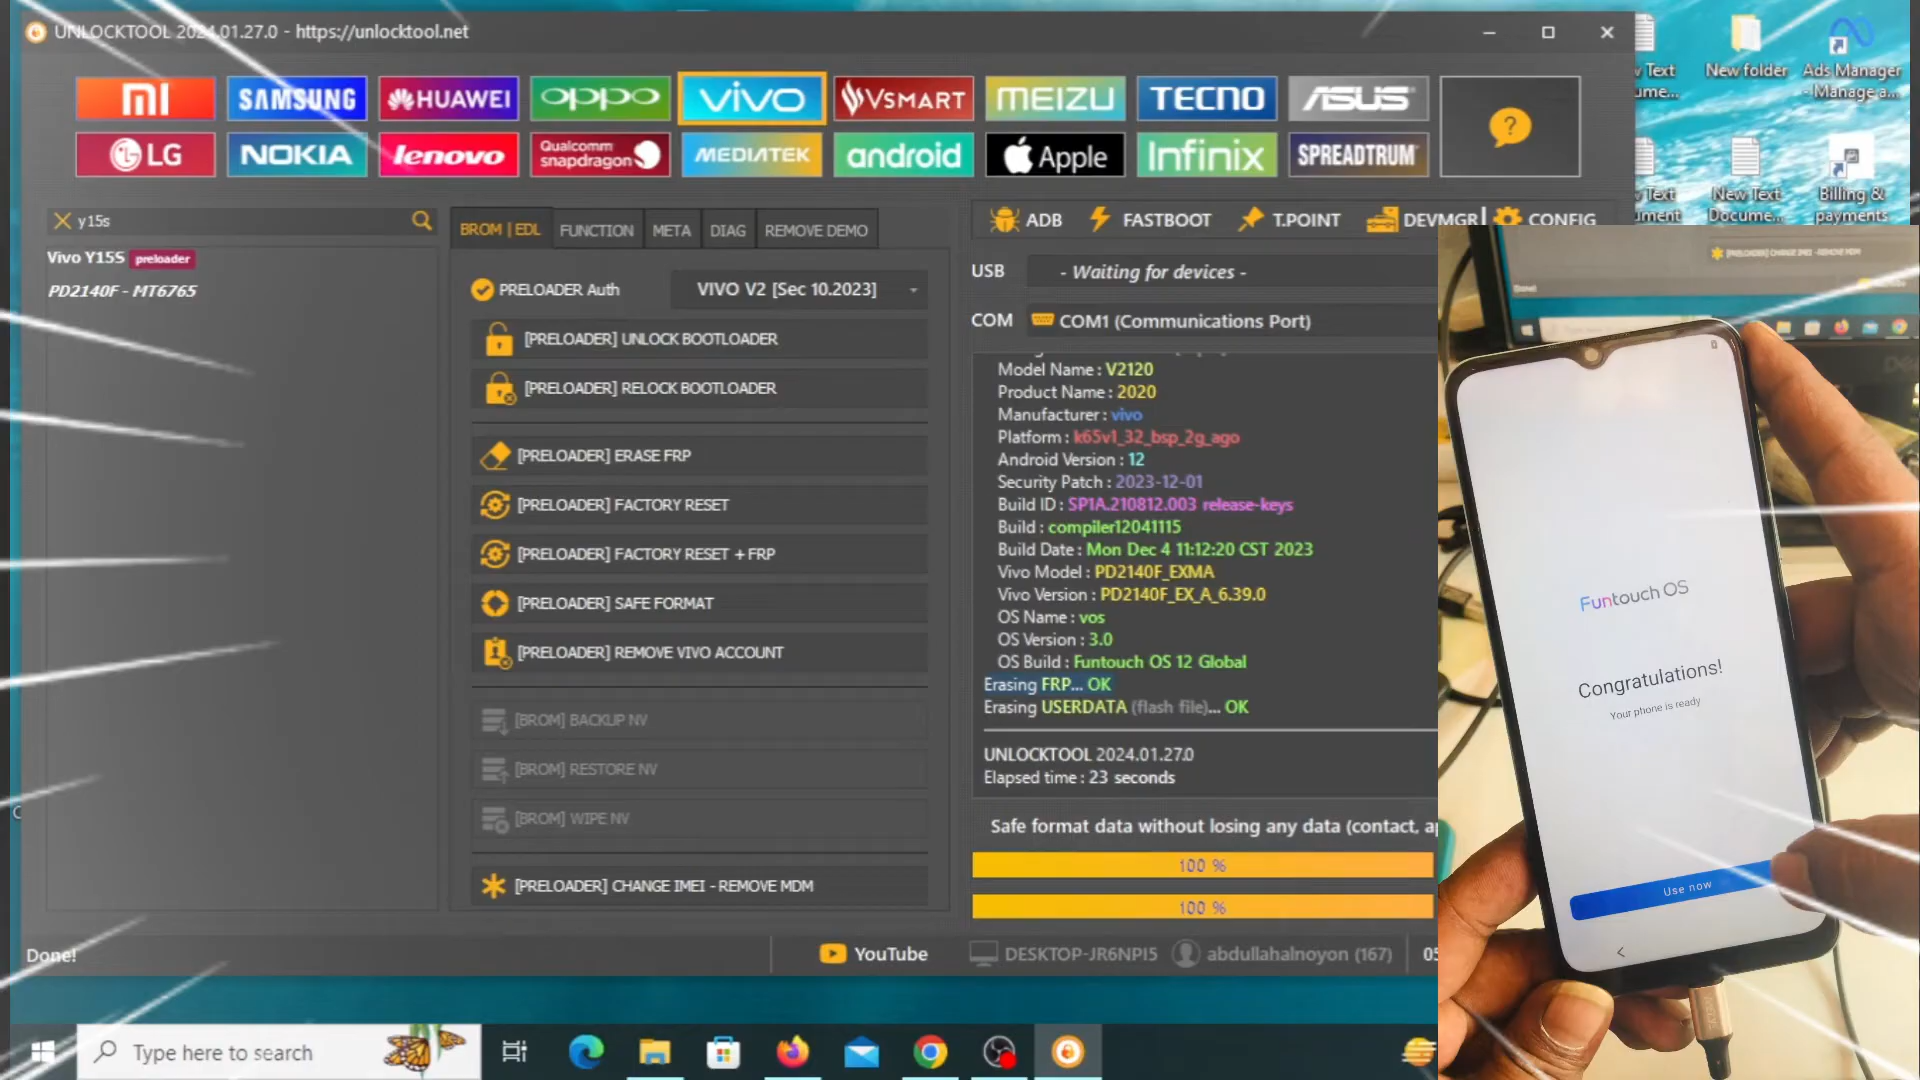 UNLOCKTOOL 2024.01.27.0 - https://unlocktool.net
MI
SAMSUNG
HUAWEI
oppo
vivo
VSMART
MEIZU
TECNO
ASUS
?
LG
NOKIA
lenovo
Qualcomm
snapdragon
MEDIATEK
android
Apple
Infinix
SPREADTRUM
New folder
Ads Manager
- Manage a...
New Text
Docume...
Billing &
payments
y15s
Vivo Y15S preloader
PD2140F - MT6765
BROM | EDL
FUNCTION
META
DIAG
REMOVE DEMO
PRELOADER Auth
VIVO V2 [Sec 10.2023]
[PRELOADER] UNLOCK BOOTLOADER
[PRELOADER] RELOCK BOOTLOADER
[PRELOADER] ERASE FRP
[PRELOADER] FACTORY RESET
[PRELOADER] FACTORY RESET + FRP
[PRELOADER] SAFE FORMAT
[PRELOADER] REMOVE VIVO ACCOUNT
[BROM] BACKUP NV
[BROM] RESTORE NV
[BROM] WIPE NV
[PRELOADER] CHANGE IMEI - REMOVE MDM
ADB
FASTBOOT
T.POINT
DEVMGR
CONFIG
USB - Waiting for devices -
COM COM1 (Communications Port)
Model Name : V2120
Product Name : 2020
Manufacturer : vivo
Platform : k65v1_32_bsp_2g_ago
Android Version : 12
Security Patch : 2023-12-01
Build ID : SP1A.210812.003 release-keys
Build : compiler12041115
Build Date : Mon Dec 4 11:12:20 CST 2023
Vivo Model : PD2140F_EXMA
Vivo Version : PD2140F_EX_A_6.39.0
OS Name : vos
OS Version : 3.0
OS Build : Funtouch OS 12 Global
Erasing FRP... OK
Erasing USERDATA (flash file)... OK
UNLOCKTOOL 2024.01.27.0
Elapsed time : 23 seconds
Safe format data without losing any data (contact, ap
100 %
100 %
Done!
YouTube
DESKTOP-JR6NPI5
abdullahalnoyon (167)
05
Type here to search
[PRELOADER] CHANGE IMEI - REMOVE MDM
Done!
Funtouch OS
Congratulations!
Your phone is ready
Use now